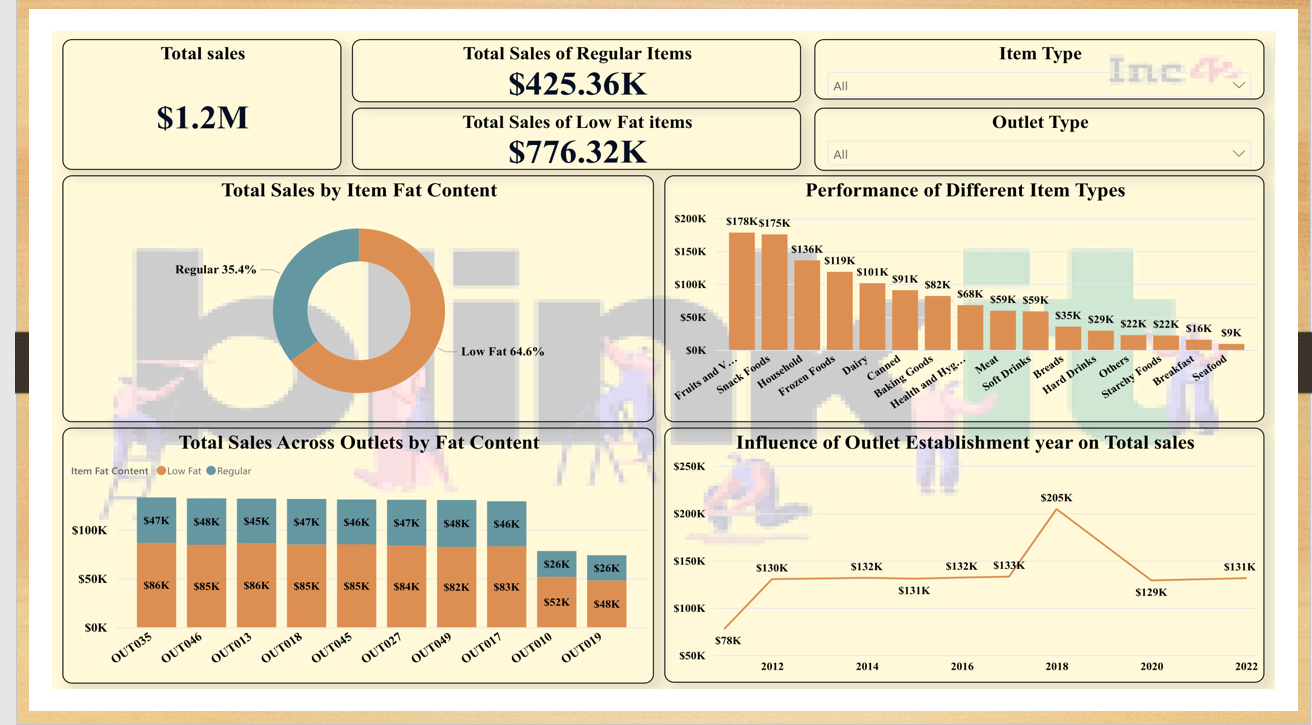 Total sales
$1.2M
Total Sales of Regular Items
$425.36K
Total Sales of Low Fat items
$776.32K
Item Type
All
Inc
Outlet Type
All
blinkit
Total Sales by Item Fat Content
Regular 35.4%
Low Fat 64.6%
Performance of Different Item Types
$200K
$150K
$100K
$50K
$0K
$178K $175K $136K $119K $101K $91K $82K $68K $59K $59K $35K $29K $22K $22K $16K $9K
Fruits and V... Snack Foods Household Frozen Foods Dairy Canned Baking Goods Health and Hyg... Meat Soft Drinks Breads Hard Drinks Others Starchy Foods Breakfast Seafood
Total Sales Across Outlets by Fat Content
Item Fat Content Low Fat Regular
$100K
$50K
$0K
$47K $48K $45K $47K $46K $47K $48K $46K $26K $26K
$86K $85K $86K $85K $85K $84K $82K $83K $52K $48K
OUT035 OUT046 OUT013 OUT018 OUT045 OUT027 OUT049 OUT017 OUT010 OUT019
Influence of Outlet Establishment year on Total sales
$250K
$200K
$150K
$100K
$50K
$78K $130K $132K $131K $132K $133K $205K $129K $131K
2012 2014 2016 2018 2020 2022